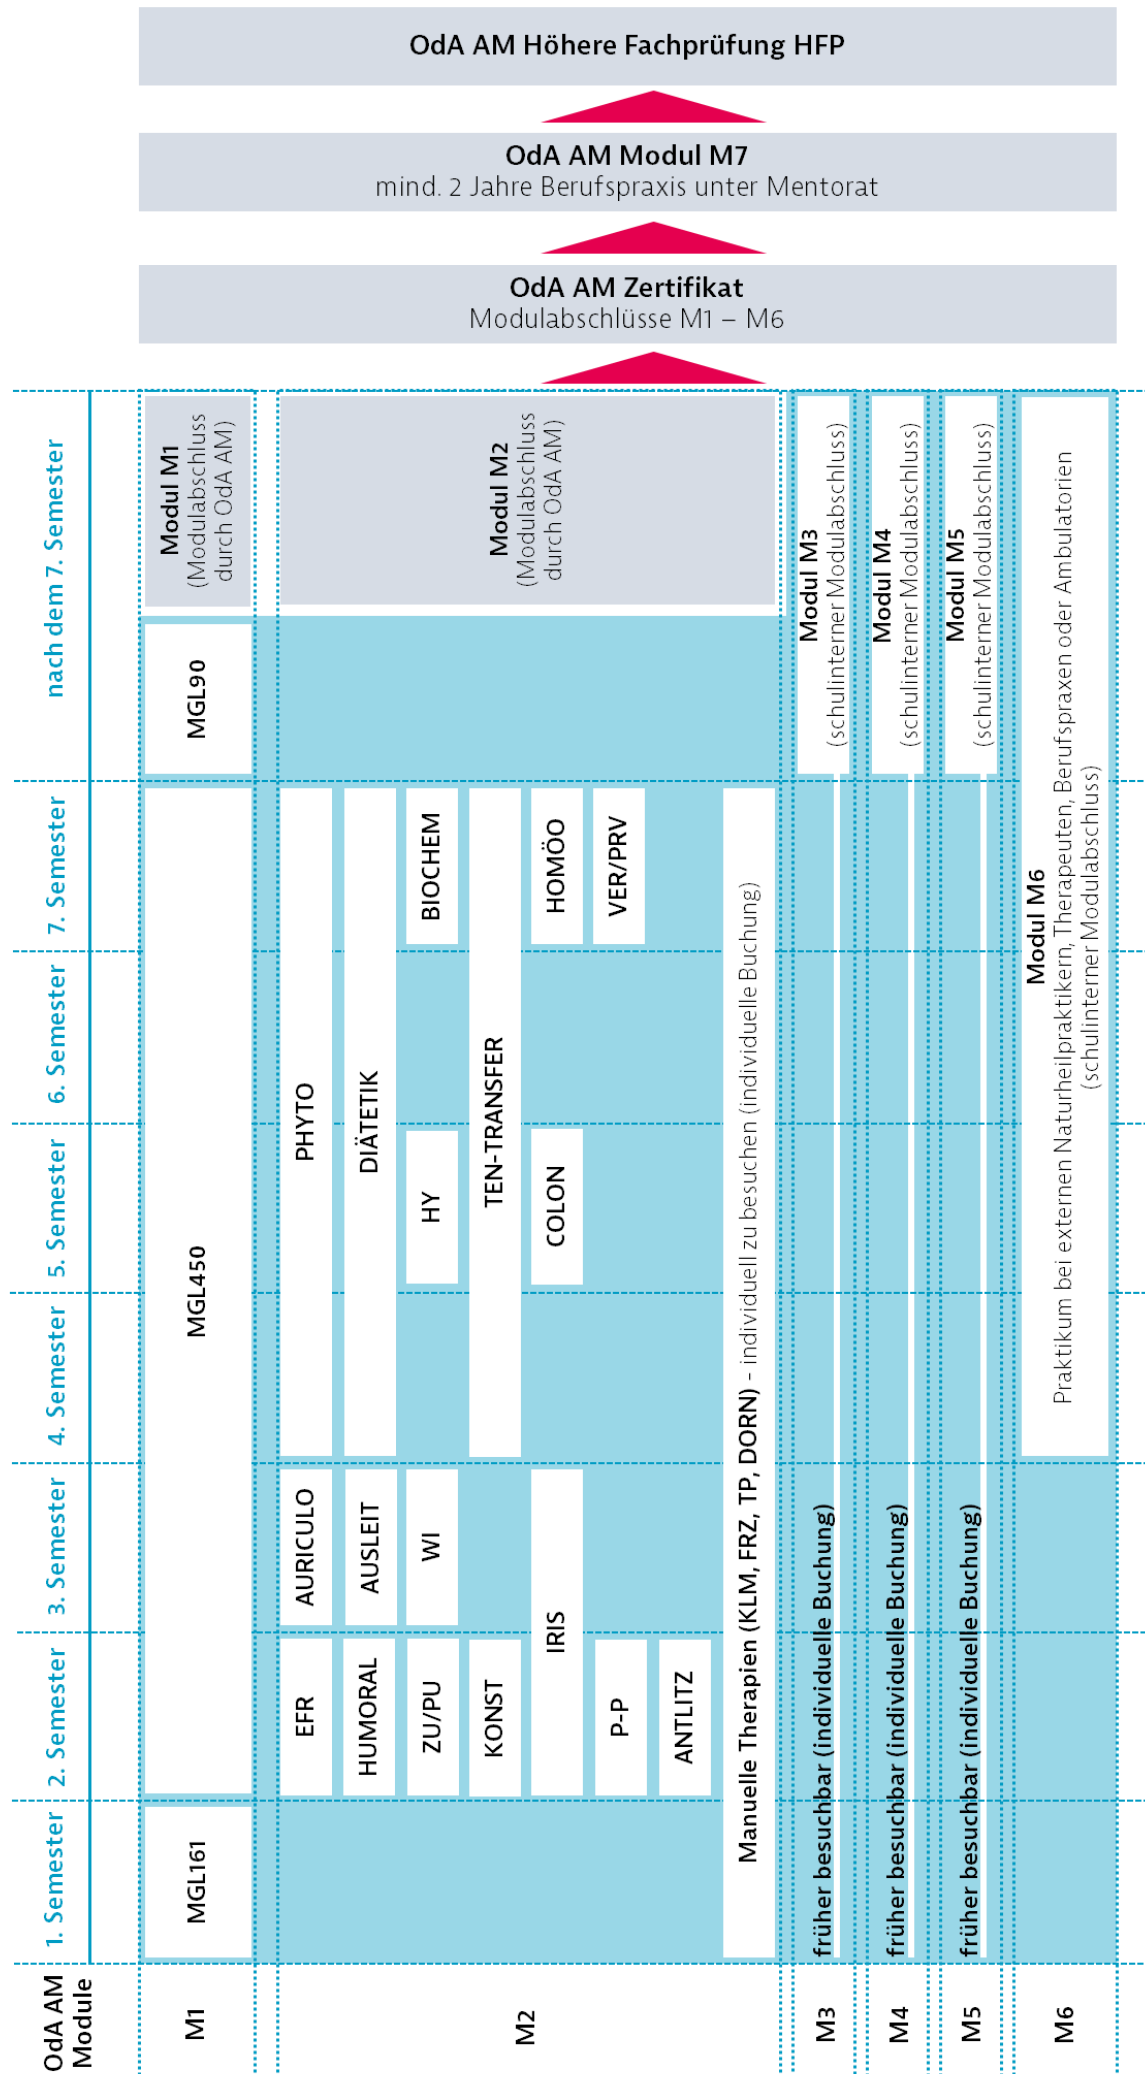 OdA AM Höhere Fachprüfung HFP
OdA AM Modul M7
mind. 2 Jahre Berufspraxis unter Mentorat
OdA AM Zertifikat
Modulabschlüsse M1 – M6
OdA AM
Module
1. Semester
2. Semester
3. Semester
4. Semester
5. Semester
6. Semester
7. Semester
nach dem 7. Semester
M1
MGL161
MGL450
MGL90
Modul M1
(Modulabschluss
durch OdA AM)
M2
EFR
AURICULO
PHYTO
HUMORAL
AUSLEIT
DIÄTETIK
ZU/PU
WI
HY
BIOCHEM
KONST
TEN-TRANSFER
IRIS
COLON
HOMÖO
P-P
VER/PRV
ANTLITZ
Manuelle Therapien (KLM, FRZ, TP, DORN) - individuell zu besuchen (individuelle Buchung)
Modul M2
(Modulabschluss
durch OdA AM)
M3
früher besuchbar (individuelle Buchung)
Modul M3
(schulinterner Modulabschluss)
M4
früher besuchbar (individuelle Buchung)
Modul M4
(schulinterner Modulabschluss)
M5
früher besuchbar (individuelle Buchung)
Modul M5
(schulinterner Modulabschluss)
M6
Modul M6
Praktikum bei externen Naturheilpraktikern, Therapeuten, Berufspraxen oder Ambulatorien
(schulinterner Modulabschluss)